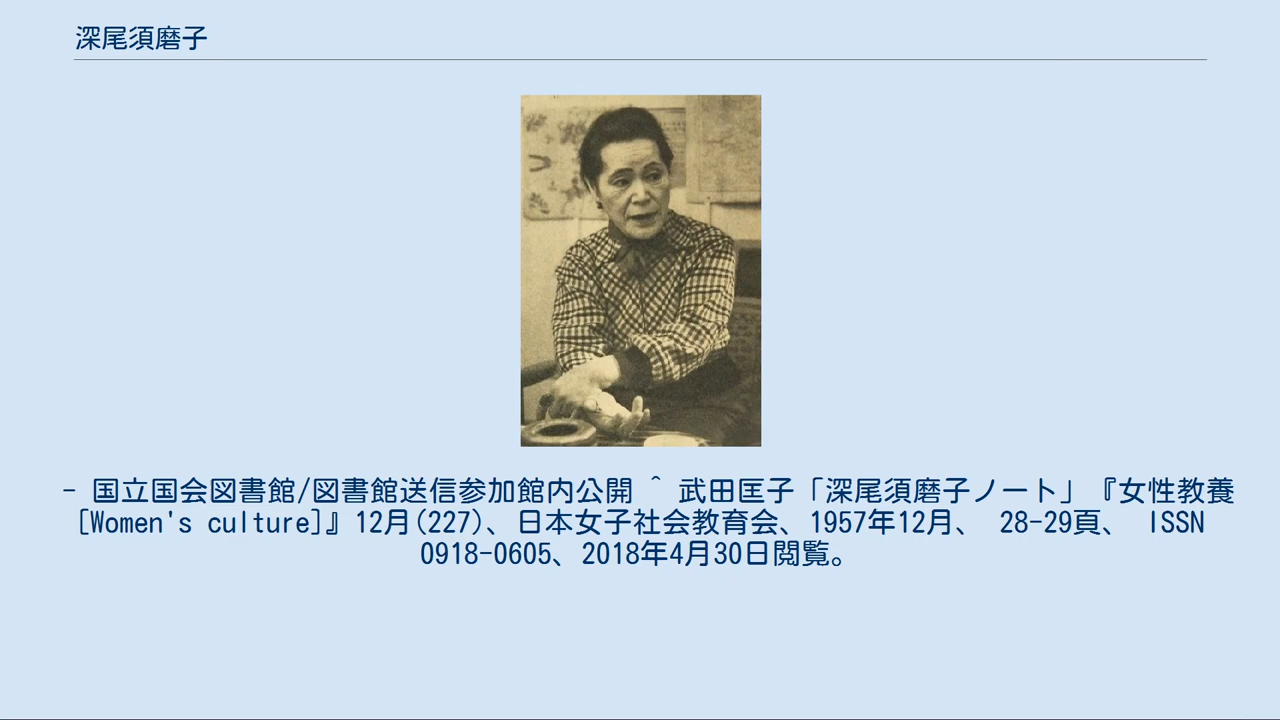 深尾須磨子
- 国立国会図書館/図書館送信参加館内公開 ^ 武田匡子「深尾須磨子ノート」『女性教養
[Women's culture]』12月(227)、日本女子社会教育会、1957年12月、 28-29頁、 ISSN
0918-0605、2018年4月30日閲覧。